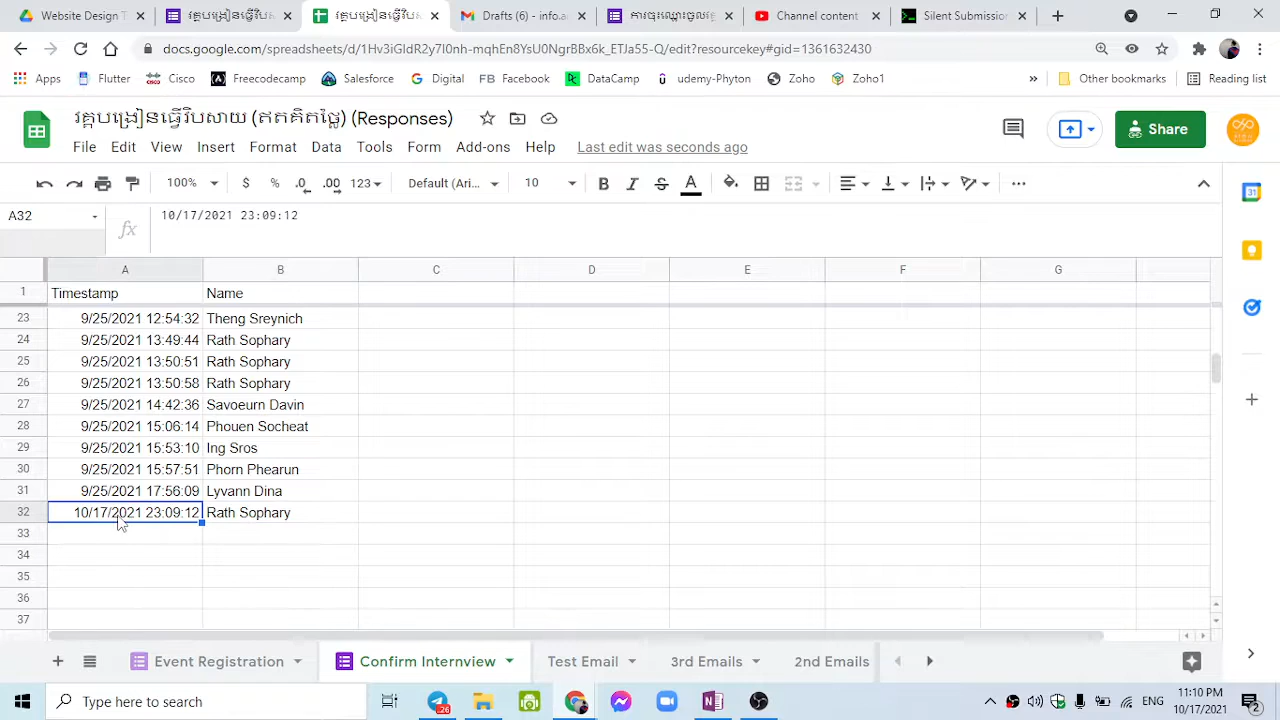 Website Design T
Drafts (6) - info.as
Channel content
Silent Submission
docs.google.com/spreadsheets/d/1Hv3iGIdR2y7I0nh-mqhEn8YsU0NgrBBx6k_ETJa55-Q/edit?resourcekey#gid=1361632430
Apps Flutter Cisco Freecodecamp Salesforce Digital FB Facebook DataCamp udemy-Phyton Zoho Zoho1 » Other bookmarks Reading list
(Responses)
File Edit View Insert Format Data Tools Form Add-ons Help Last edit was seconds ago
Share
100% $ % .0 .00 123 Default (Ari... 10 B I S A
A32 fx 10/17/2021 23:09:12
A B C D E F G
1 Timestamp Name
23 9/25/2021 12:54:32 Theng Sreynich
24 9/25/2021 13:49:44 Rath Sophary
25 9/25/2021 13:50:51 Rath Sophary
26 9/25/2021 13:50:58 Rath Sophary
27 9/25/2021 14:42:36 Savoeurn Davin
28 9/25/2021 15:06:14 Phouen Socheat
29 9/25/2021 15:53:10 Ing Sros
30 9/25/2021 15:57:51 Phorn Phearun
31 9/25/2021 17:56:09 Lyvann Dina
32 10/17/2021 23:09:12 Rath Sophary
33
34
35
36
37
Event Registration Confirm Internview Test Email 3rd Emails 2nd Emails
Type here to search
26
11:10 PM
10/17/2021
2